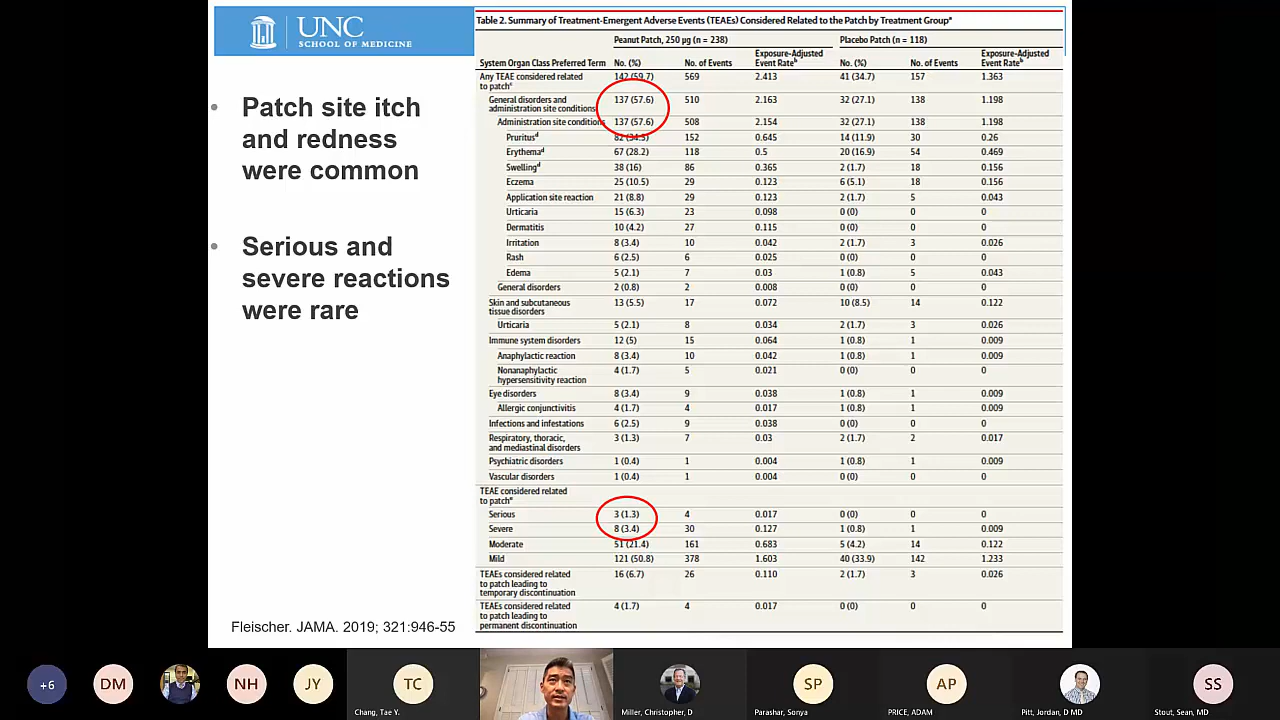 UNC
SCHOOL OF MEDICINE
• Patch site itch
and redness
were common
• Serious and
severe reactions
were rare
Fleischer. JAMA. 2019; 321:946-55
Table 2. Summary of Treatment-Emergent Adverse Events (TEAEs) Considered Related to the Patch by Treatment Groupa
Peanut Patch, 250 µg (n = 238) Placebo Patch (n = 118)
System Organ Class Preferred Term No. (%) No. of Events Exposure-Adjusted Event Rateb No. (%) No. of Events Exposure-Adjusted Event Rateb
Any TEAE considered related to patchc 142 (59.7) 569 2.413 41 (34.7) 157 1.363
General disorders and administration site conditions 137 (57.6) 510 2.163 32 (27.1) 138 1.198
Administration site conditions 137 (57.6) 508 2.154 32 (27.1) 138 1.198
Pruritusd 82 (34.5) 152 0.645 14 (11.9) 30 0.26
Erythemad 67 (28.2) 118 0.5 20 (16.9) 54 0.469
Swellingd 38 (16) 86 0.365 2 (1.7) 18 0.156
Eczema 25 (10.5) 29 0.123 6 (5.1) 18 0.156
Application site reaction 21 (8.8) 29 0.123 2 (1.7) 5 0.043
Urticaria 15 (6.3) 23 0.098 0 (0) 0 0
Dermatitis 10 (4.2) 27 0.115 0 (0) 0 0
Irritation 8 (3.4) 10 0.042 2 (1.7) 3 0.026
Rash 6 (2.5) 6 0.025 0 (0) 0 0
Edema 5 (2.1) 7 0.03 1 (0.8) 5 0.043
General disorders 2 (0.8) 2 0.008 0 (0) 0 0
Skin and subcutaneous tissue disorders 13 (5.5) 17 0.072 10 (8.5) 14 0.122
Urticaria 5 (2.1) 8 0.034 2 (1.7) 3 0.026
Immune system disorders 12 (5) 15 0.064 1 (0.8) 1 0.009
Anaphylactic reaction 8 (3.4) 10 0.042 1 (0.8) 1 0.009
Nonanaphylactic hypersensitivity reaction 4 (1.7) 5 0.021 0 (0) 0 0
Eye disorders 8 (3.4) 9 0.038 1 (0.8) 1 0.009
Allergic conjunctivitis 4 (1.7) 4 0.017 1 (0.8) 1 0.009
Infections and infestations 6 (2.5) 9 0.038 0 (0) 0 0
Respiratory, thoracic, and mediastinal disorders 3 (1.3) 7 0.03 2 (1.7) 2 0.017
Psychiatric disorders 1 (0.4) 1 0.004 1 (0.8) 1 0.009
Vascular disorders 1 (0.4) 1 0.004 0 (0) 0 0
TEAE considered related to patche
Serious 3 (1.3) 4 0.017 0 (0) 0 0
Severe 8 (3.4) 30 0.127 1 (0.8) 1 0.009
Moderate 51 (21.4) 161 0.683 5 (4.2) 14 0.122
Mild 121 (50.8) 378 1.603 40 (33.9) 142 1.233
TEAEs considered related to patch leading to temporary discontinuation 16 (6.7) 26 0.110 2 (1.7) 3 0.026
TEAEs considered related to patch leading to permanent discontinuation 4 (1.7) 4 0.017 0 (0) 0 0
+6 DM NH JY TC SP AP SS
Chang, Tae Y. Miller, Christopher, D Parashar, Sonya PRICE, ADAM Pitt, Jordan, D MD Stout, Sean, MD